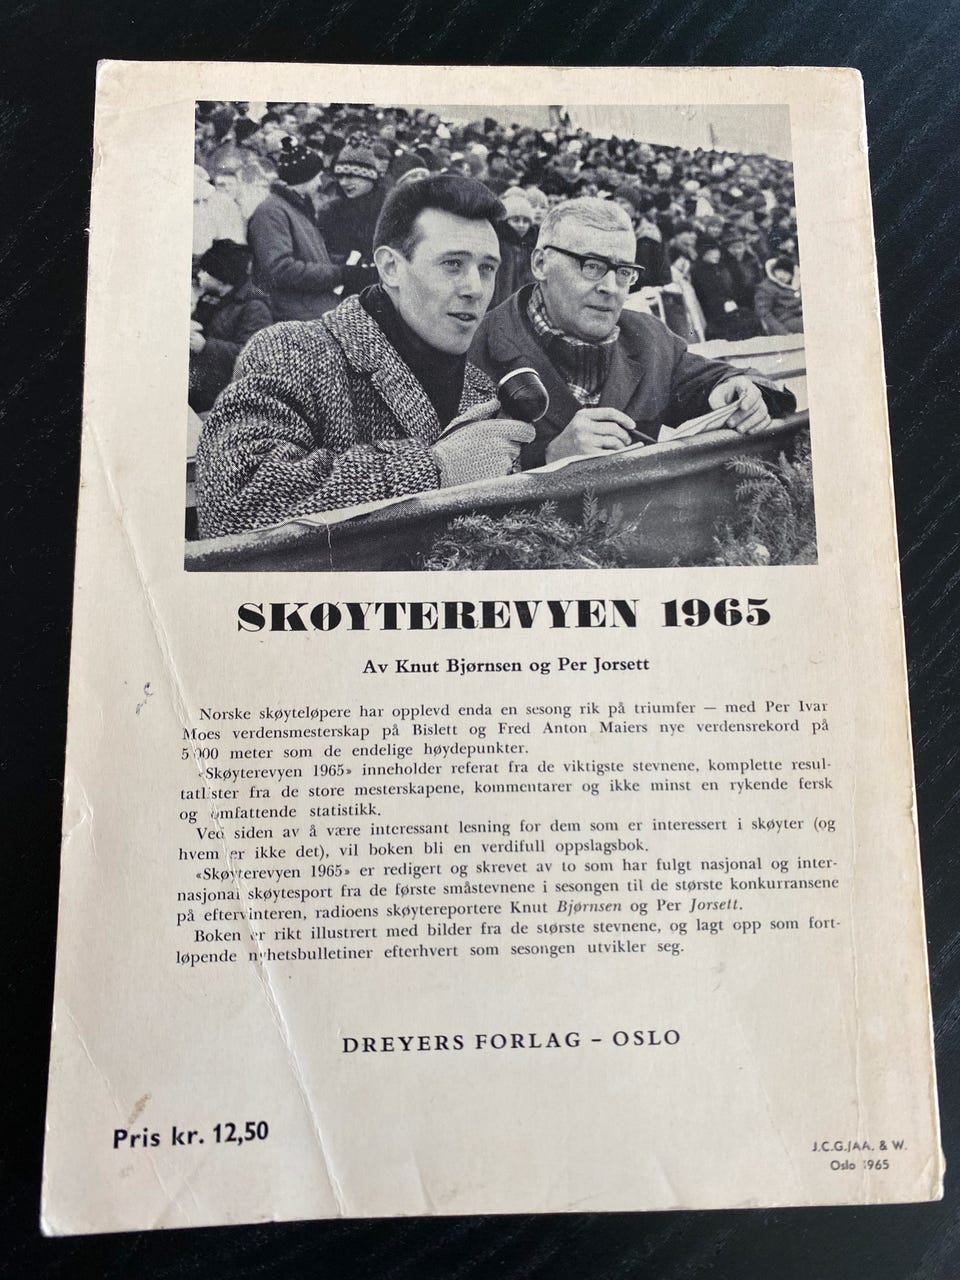 SKØYTEREVYEN 1965
Av Knut Bjørnsen og Per Jorsett
Norske skøyteløpere har opplevd enda en sesong rik på triumfer — med Per Ivar
Moes verdensmesterskap på Bislett og Fred Anton Maiers nye verdensrekord på
5 000 meter som de endelige høydepunkter.
«Skøyterevyen 1965» inneholder referat fra de viktigste stevnene, komplette resul-
tatlister fra de store mesterskapene, kommentarer og ikke minst en rykende fersk
og omfattende statistikk.
Ved siden av å være interessant lesning for dem som er interessert i skøyter (og
hvem er ikke det), vil boken bli en verdifull oppslagsbok.
«Skøyterevyen 1965» er redigert og skrevet av to som har fulgt nasjonal og inter-
nasjonal skøytesport fra de første småstevnene i sesongen til de største konkurransene
på eftervinteren, radioens skøytereportere Knut Bjørnsen og Per Jorsett.
Boken er rikt illustrert med bilder fra de største stevnene, og lagt opp som fort-
løpende nyhetsbulletiner efterhvert som sesongen utvikler seg.
DREYERS FORLAG – OSLO
Pris kr. 12,50
J.C.G./AA. & W.
Oslo 1965